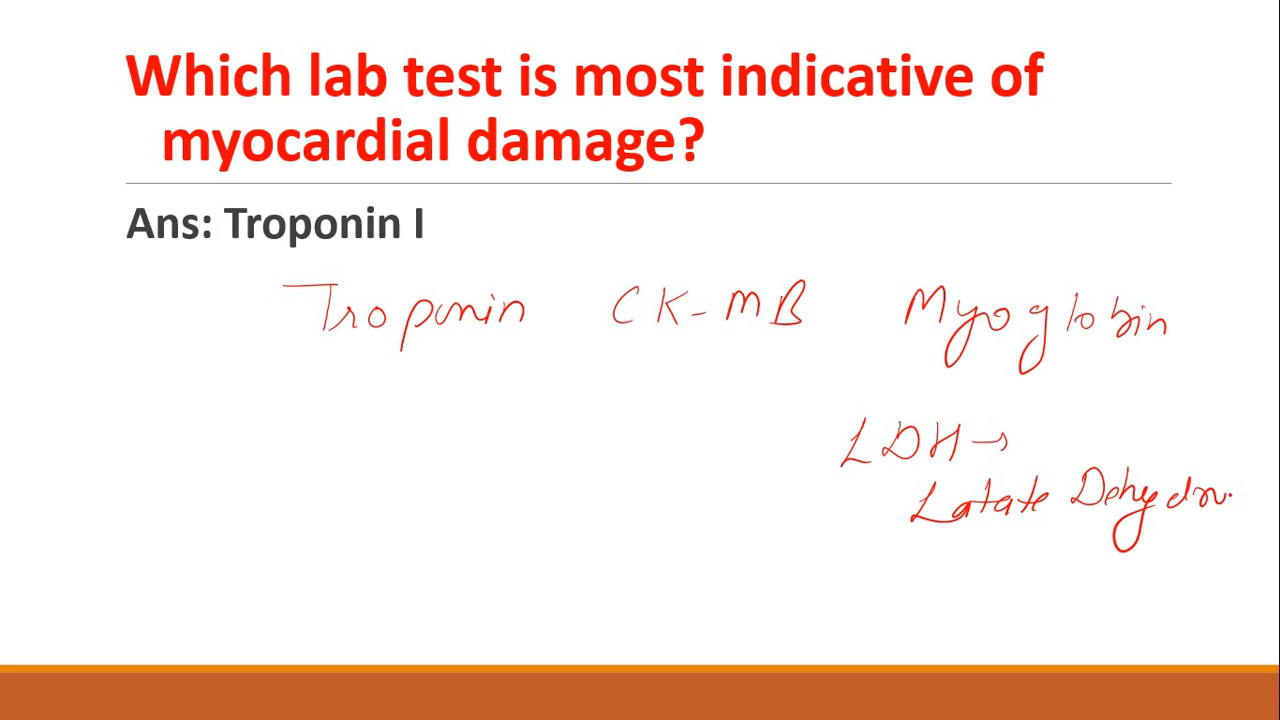 Which lab test is most indicative of
myocardial damage?
Ans: Troponin I
Troponin CK-MB Myoglobin
LDH→
Latate Dehydro.